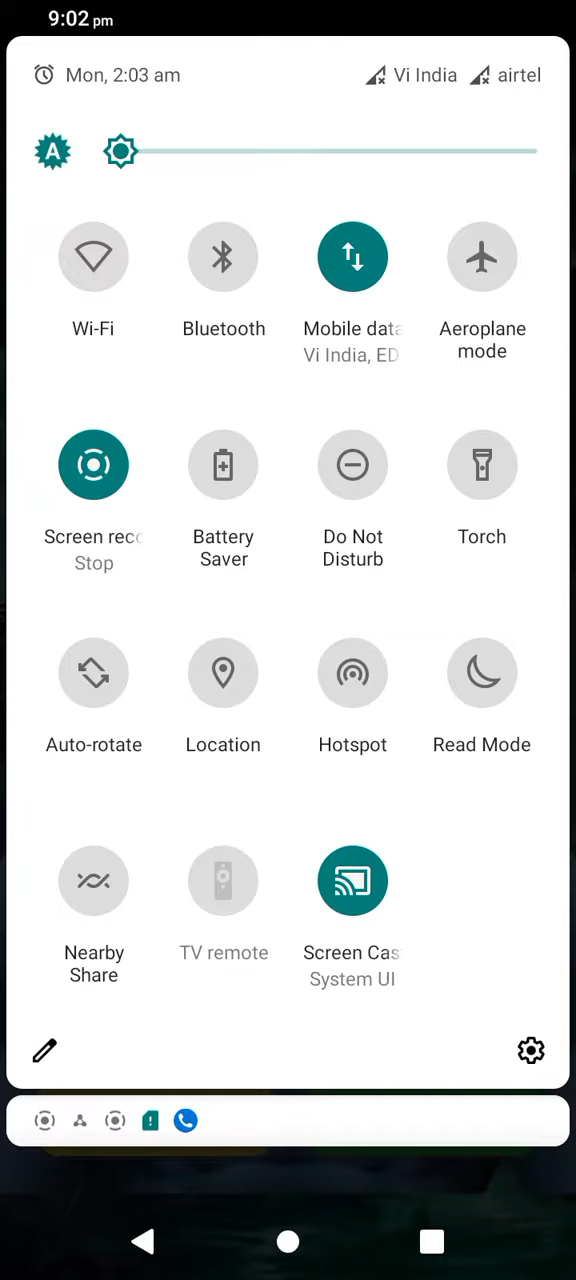 9:02 pm
Mon, 2:03 am
Vi India
airtel
A
Wi-Fi
Bluetooth
Mobile data
Aeroplane
mode
Vi India, ED
Screen rec
Stop
Battery
Saver
Do Not
Disturb
Torch
Auto-rotate
Location
Hotspot
Read Mode
Nearby
Share
TV remote
Screen Cas
System UI